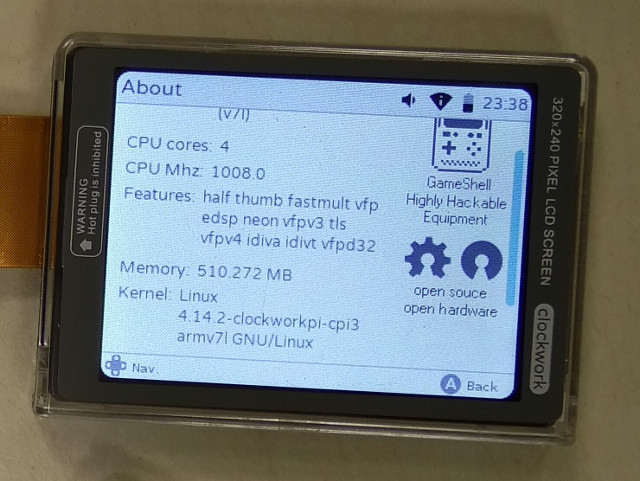 About
23:38
(v7l)
CPU cores: 4
CPU Mhz: 1008.0
Features: half thumb fastmult vfp
edsp neon vfpv3 tls
vfpv4 idiva idivt vfpd32
Memory: 510.272 MB
Kernel: Linux
4.14.2-clockworkpi-cpi3
armv7l GNU/Linux
GameShell
Highly Hackable
Equipment
open souce
open hardware
Nav.
A Back
WARNING
Hot plug is inhibited
320x240 PIXEL LCD SCREEN
clockwork